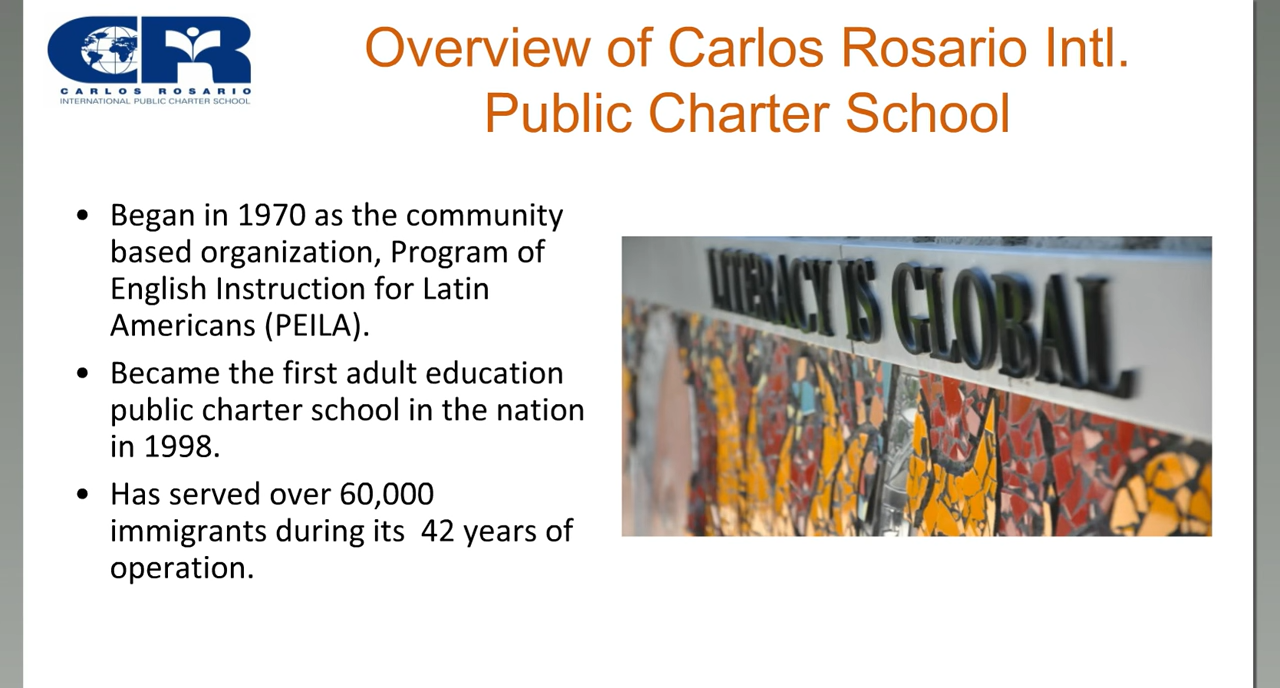 CR
CARLOS ROSARIO
INTERNATIONAL PUBLIC CHARTER SCHOOL
Overview of Carlos Rosario Intl.
Public Charter School
• Began in 1970 as the community
based organization, Program of
English Instruction for Latin
Americans (PEILA).
• Became the first adult education
public charter school in the nation
in 1998.
• Has served over 60,000
immigrants during its  42 years of
operation.
LITERACY IS GLOBAL